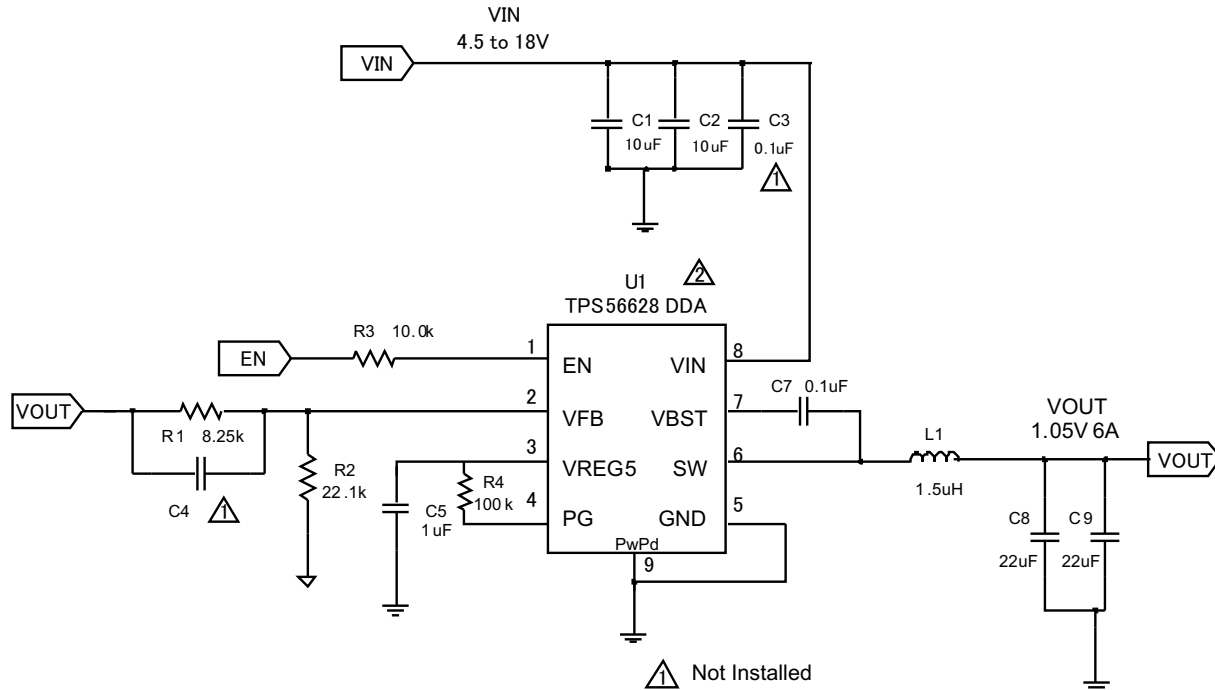 VIN
4.5 to 18V
VIN
C1
10uF
C2
10uF
C3
0.1uF
1
2
U1
TPS56628 DDA
EN
R3 10.0k
1
EN
VIN
8
VOUT
R1 8.25k
C4
1
2
VFB
VBST
7
C7 0.1uF
R2
22.1k
3
VREG5
SW
6
L1
1.5uH
VOUT
1.05V 6A
VOUT
C5
1uF
R4
100k
4
PG
GND
5
PwPd
9
C8
22uF
C9
22uF
1 Not Installed